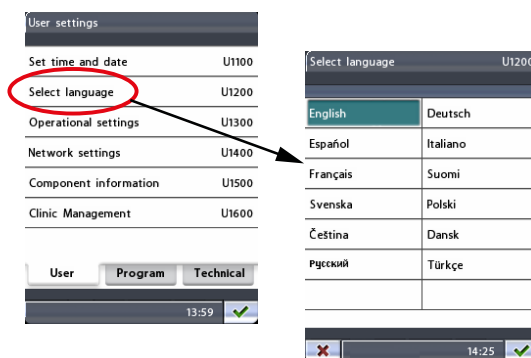 User settings
Set time and date U1100
Select language U1200
Operational settings U1300
Network settings U1400
Component information U1500
Clinic Management U1600
User Program Technical
13:59
Select language U1200
English Deutsch
Español Italiano
Français Suomi
Svenska Polski
Čeština Dansk
Русский Türkçe
14:25